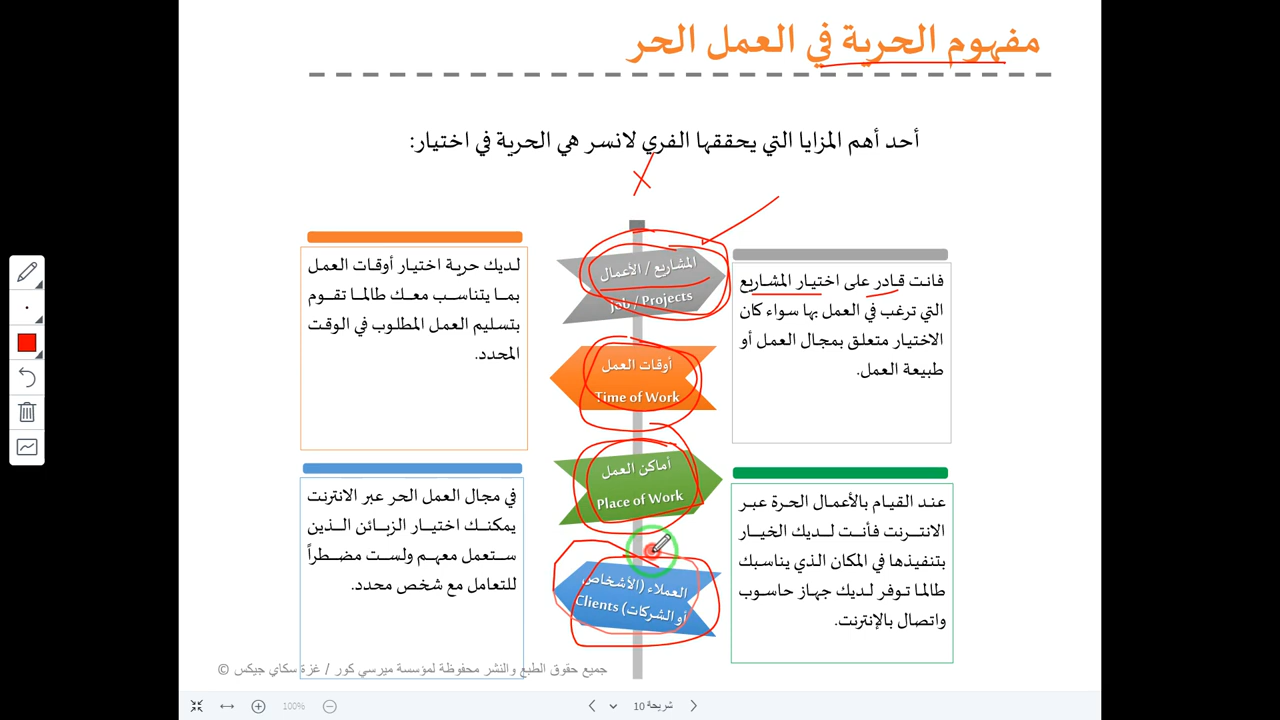 مفهوم الحرية في العمل الحر
أحد أهم المزايا التي يحققها الفري لانسر هي الحرية في اختيار:
المشاريع / الأعمال
Job / Projects
فانت قادر على اختيار المشاريع
التي ترغب في العمل بها سواء كان
الاختيار متعلق بمجال العمل أو
طبيعة العمل.
أوقات العمل
Time of Work
لديك حرية اختيار أوقات العمل
بما يتناسب معك طالما تقوم
بتسليم العمل المطلوب في الوقت
المحدد.
أماكن العمل
Place of Work
عند القيام بالأعمال الحرة عبر
الانترنت فأنت لديك الخيار
بتنفيذها في المكان الذي يناسبك
طالما توفر لديك جهاز حاسوب
واتصال بالإنترنت.
العملاء (الأشخاص
أو الشركات) Clients
في مجال العمل الحر عبر الانترنت
يمكنك اختيار الزبائن الذين
ستعمل معهم ولست مضطراً
للتعامل مع شخص محدد.
جميع حقوق الطبع والنشر محفوظة لمؤسسة ميرسي كور / غزة سكاي جيكس ©
100%
شريحة 10